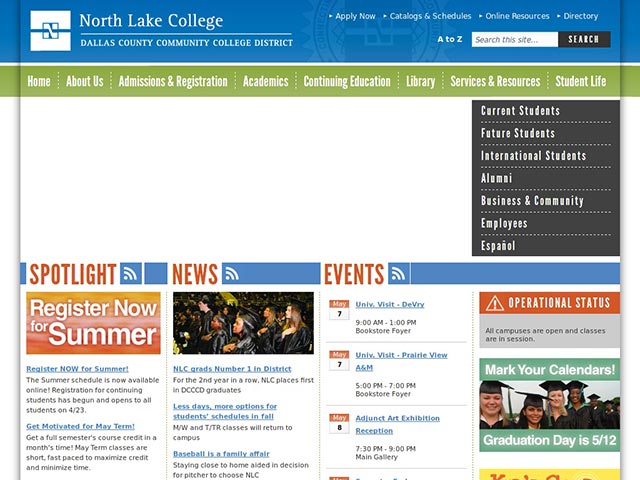 North Lake College
DALLAS COUNTY COMMUNITY COLLEGE DISTRICT
Apply Now Catalogs & Schedules Online Resources Directory
A to Z Search this site... SEARCH
Home About Us Admissions & Registration Academics Continuing Education Library Services & Resources Student Life
Current Students
Future Students
International Students
Alumni
Business & Community
Employees
Español
SPOTLIGHT
Register Now
for Summer
Register NOW for Summer!
The Summer schedule is now available
online! Registration for continuing
students has begun and opens to all
students on 4/23.
Get Motivated for May Term!
Get a full semester's course credit in a
month's time! May Term classes are
short, fast paced to maximize credit
and minimize time.
NEWS
NLC grads Number 1 in District
For the 2nd year in a row, NLC places first
in DCCCD graduates
Less days, more options for
students' schedules in fall
M/W and T/TR classes will return to
campus
Baseball is a family affair
Staying close to home aided in decision
for pitcher to choose NLC
EVENTS
May
7
Univ. Visit - DeVry
9:00 AM - 1:00 PM
Bookstore Foyer
May
7
Univ. Visit - Prairie View
A&M
5:00 PM - 7:00 PM
Bookstore Foyer
May
8
Adjunct Art Exhibition
Reception
7:30 PM - 9:00 PM
Main Gallery
May
OPERATIONAL STATUS
All campuses are open and classes
are in session.
Mark Your Calendars!
Graduation Day is 5/12